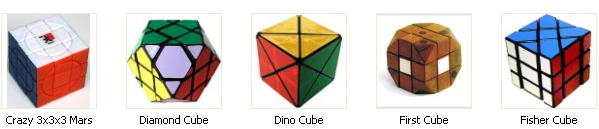 Crazy 3x3x3 Mars
Diamond Cube
Dino Cube
First Cube
Fisher Cube